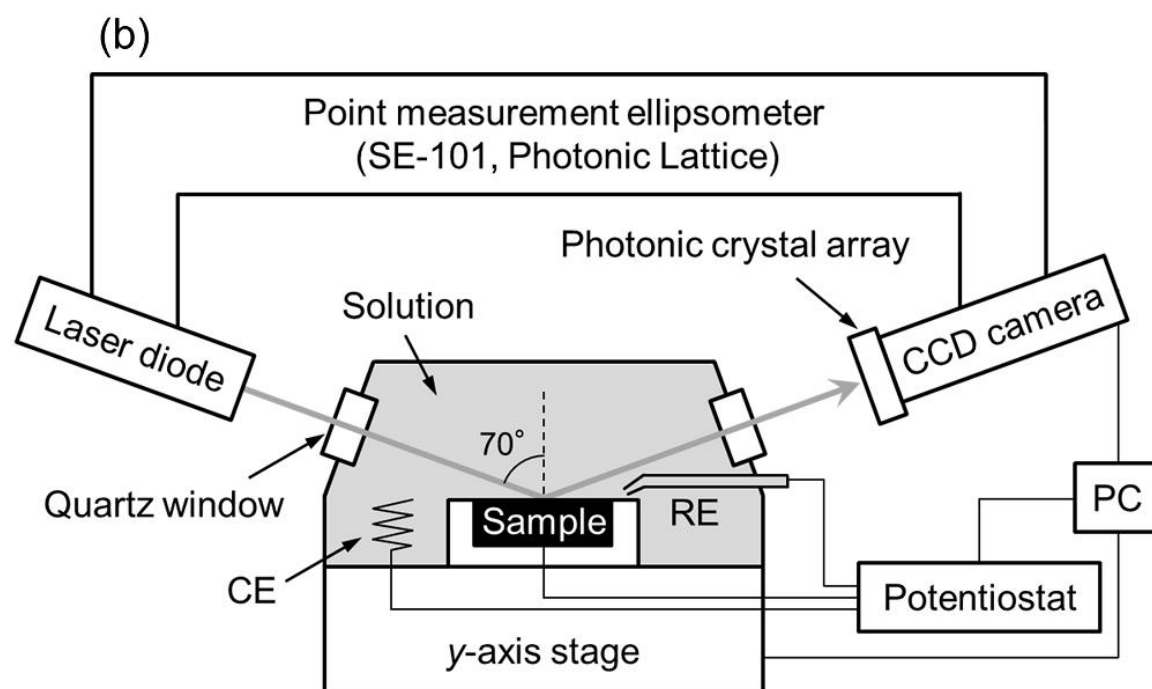 (b)
Point measurement ellipsometer
(SE-101, Photonic Lattice)
Photonic crystal array
Solution
Laser diode
CCD camera
70°
Quartz window
Sample
RE
PC
CE
Potentiostat
y-axis stage